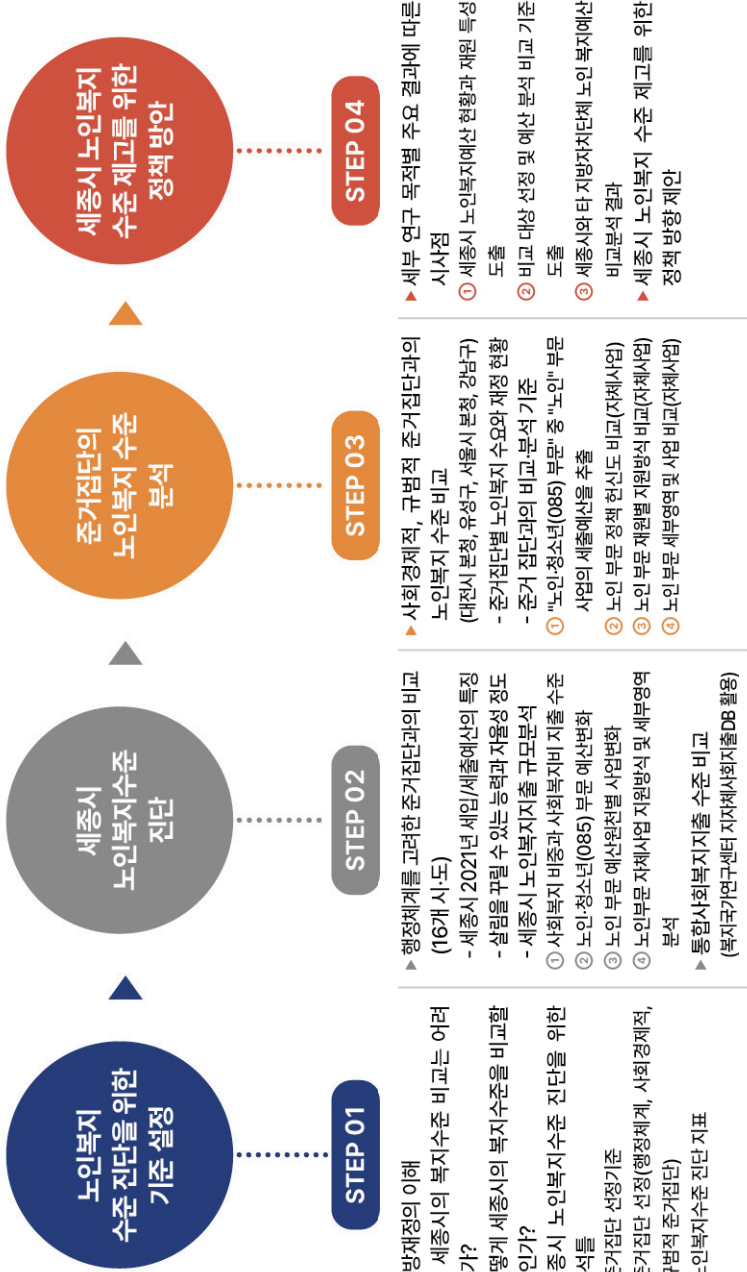 노인복지
수준 진단을 위한
기준 설정
STEP 01
방재정의 이해
세종시의 복지수준 비교는 어려
가?
떻게 세종시의 복지수준을 비교할
인가?
종시 노인복지수준 진단을 위한
석틀
거집단 선정기준
거집단 선정(행정체계, 사회경제적,
범적 준거집단)
인복지수준 진단 지표
세종시
노인복지수준
진단
STEP 02
▶ 행정체계를 고려한 준거집단과의 비교
(16개 시·도)
- 세종시 2021년 세입/세출예산의 특징
- 살림을 꾸릴 수 있는 능력과 자율성 정도
- 세종시 노인복지지출 규모분석
① 사회복지 비중과 사회복지비 지출 수준
② 노인·청소년(085) 부문 예산변화
③ 노인 부문 예산원천별 사업변화
④ 노인부문 자체사업 지원방식 및 세부영역
분석
▶ 통합사회복지지출 수준 비교
(복지국가연구센터 지자체사회지출DB 활용)
준거집단의
노인복지 수준
분석
STEP 03
▶ 사회경제적, 규범적 준거집단과의
노인복지 수준 비교
(대전시 본청, 유성구, 서울시 본청, 강남구)
- 준거집단별 노인복지 수요와 재정 현황
- 준거 집단과의 비교·분석 기준
① "노인·청소년(085) 부문" 중 "노인" 부문
사업의 세출예산을 추출
② 노인 부문 정책 헌신도 비교(자체사업)
③ 노인 부문 재원별 지원방식 비교(자체사업)
④ 노인부문 세부영역 및 사업 비교(자체사업)
세종시 노인복지
수준 제고를 위한
정책 방안
STEP 04
▶ 세부 연구 목적별 주요 결과에 따른
시사점
① 세종시 노인복지예산 현황과 재원 특성
도출
② 비교 대상 선정 및 예산 분석 비교 기준
도출
③ 세종시와 타 지방자치단체 노인 복지예산
비교분석 결과
▶ 세종시 노인복지 수준 제고를 위한
정책 방향 제안